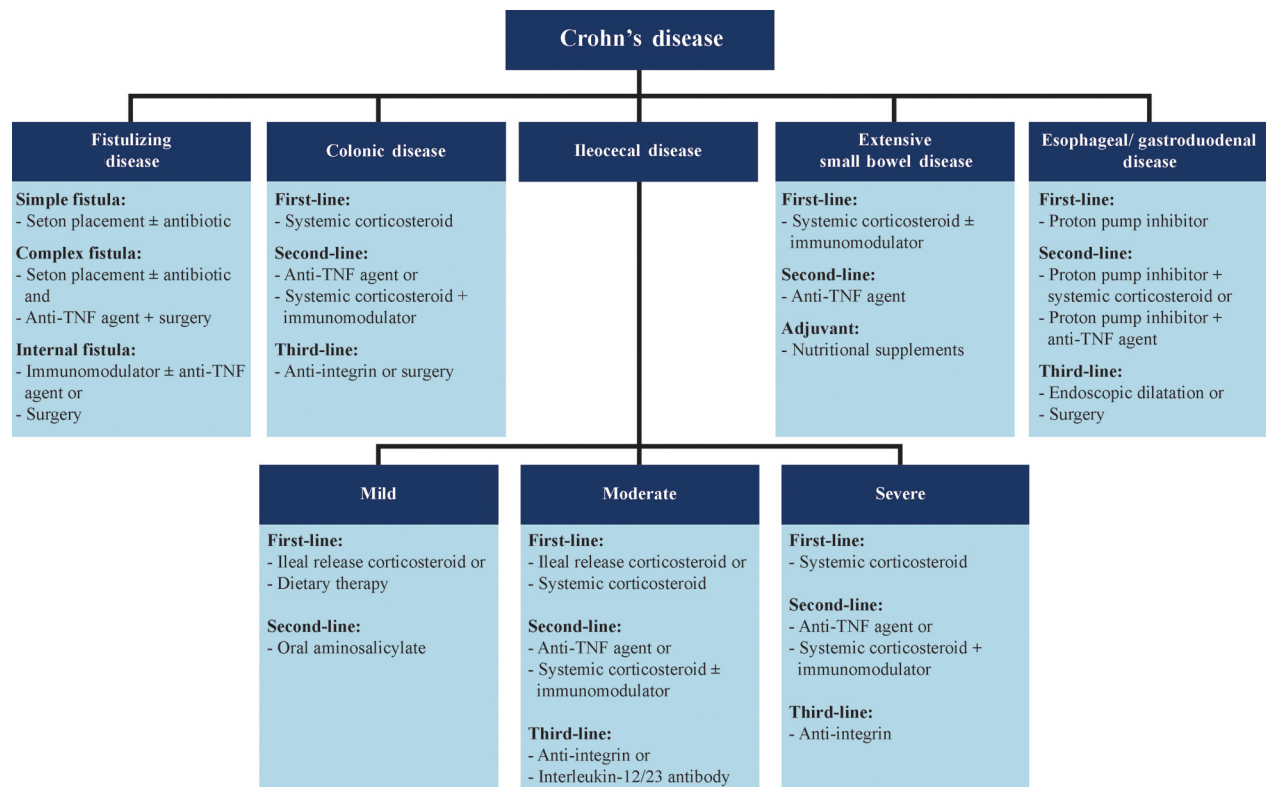 Crohn's disease
Fistulizing
disease
Simple fistula:
- Seton placement ± antibiotic
Complex fistula:
- Seton placement ± antibiotic
and
- Anti-TNF agent + surgery
Internal fistula:
- Immunomodulator ± anti-TNF
agent or
- Surgery
Colonic disease
First-line:
- Systemic corticosteroid
Second-line:
- Anti-TNF agent or
- Systemic corticosteroid +
immunomodulator
Third-line:
- Anti-integrin or surgery
Ileocecal disease
Extensive
small bowel disease
First-line:
- Systemic corticosteroid ±
immunomodulator
Second-line:
- Anti-TNF agent
Adjuvant:
- Nutritional supplements
Esophageal/ gastroduodenal
disease
First-line:
- Proton pump inhibitor
Second-line:
- Proton pump inhibitor +
systemic corticosteroid or
- Proton pump inhibitor +
anti-TNF agent
Third-line:
- Endoscopic dilatation or
- Surgery
Mild
First-line:
- Ileal release corticosteroid or
- Dietary therapy
Second-line:
- Oral aminosalicylate
Moderate
First-line:
- Ileal release corticosteroid or
- Systemic corticosteroid
Second-line:
- Anti-TNF agent or
- Systemic corticosteroid ±
immunomodulator
Third-line:
- Anti-integrin or
- Interleukin-12/23 antibody
Severe
First-line:
- Systemic corticosteroid
Second-line:
- Anti-TNF agent or
- Systemic corticosteroid +
immunomodulator
Third-line:
- Anti-integrin